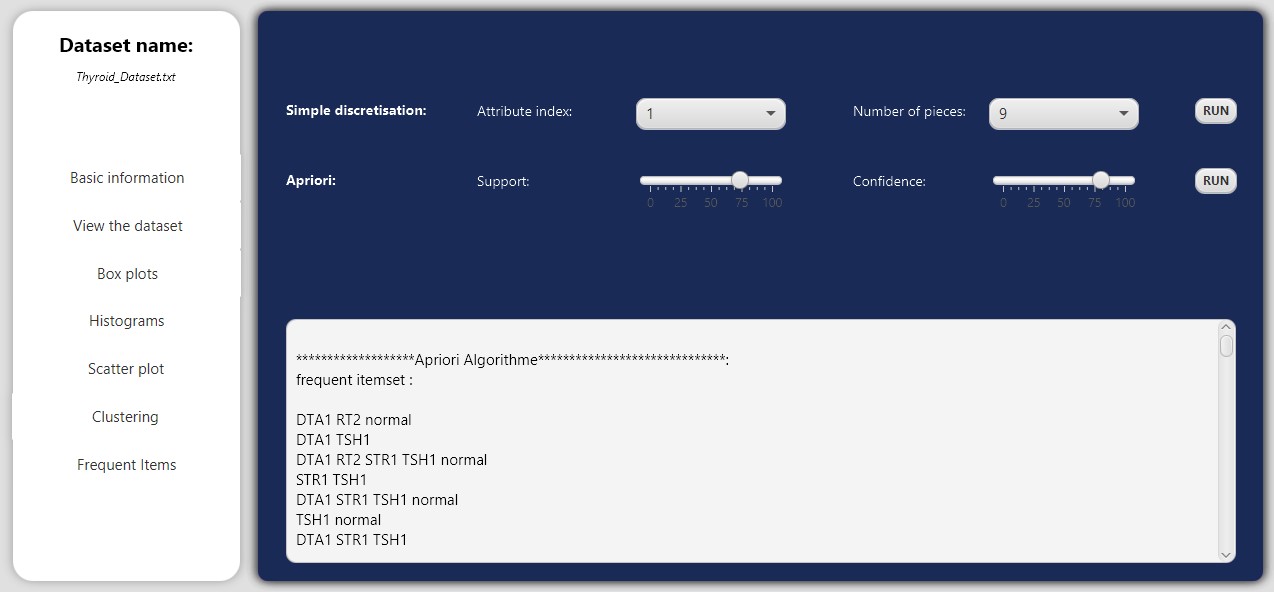 Dataset name:
Thyroid_Dataset.txt
Basic information
View the dataset
Box plots
Histograms
Scatter plot
Clustering
Frequent Items
Simple discretisation: Attribute index: 1 Number of pieces: 9 RUN
Apriori: Support: Confidence: RUN
0 25 50 75 100 0 25 50 75 100
*******************Apriori Algorithme******************************:
frequent itemset :
DTA1 RT2 normal
DTA1 TSH1
DTA1 RT2 STR1 TSH1 normal
STR1 TSH1
DTA1 STR1 TSH1 normal
TSH1 normal
DTA1 STR1 TSH1